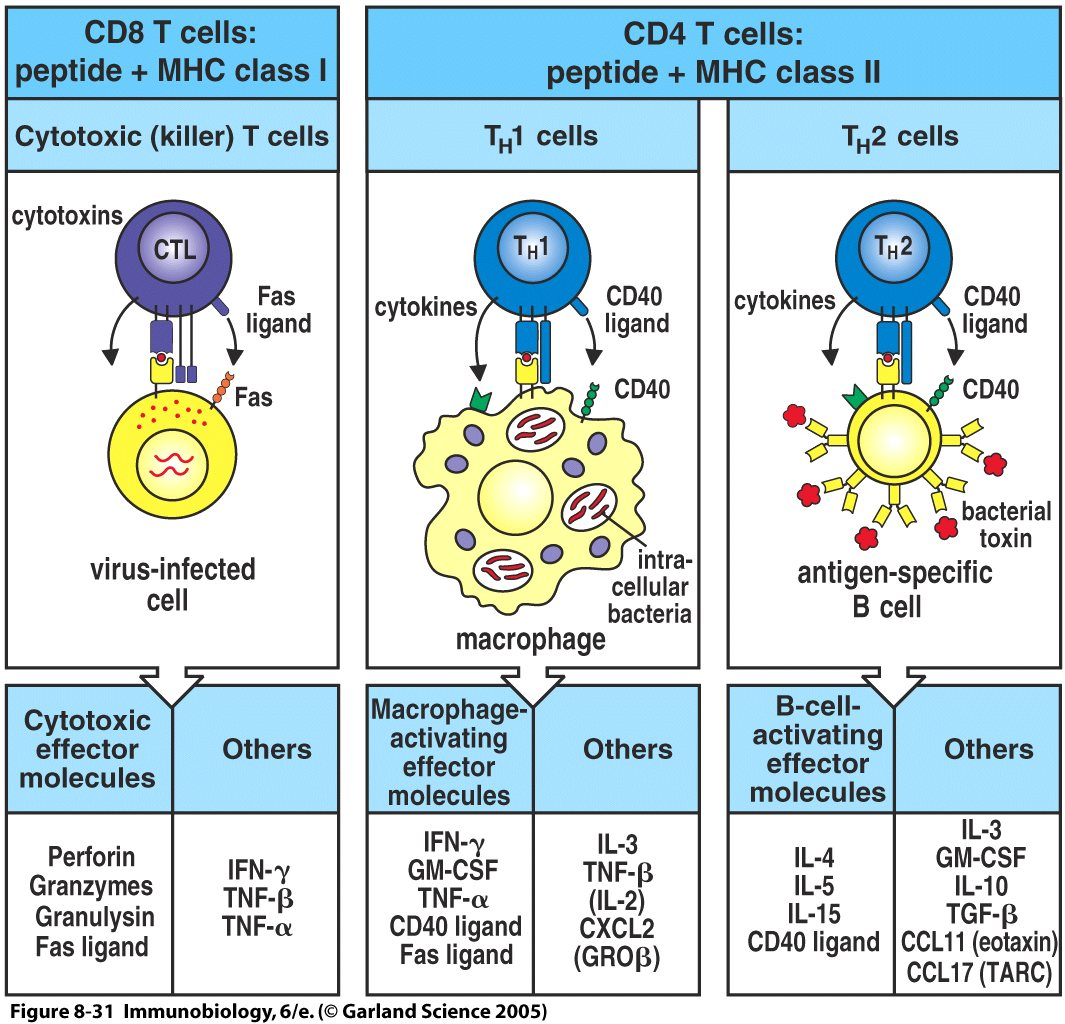 CD8 T cells:
peptide + MHC class I
CD4 T cells:
peptide + MHC class II
Cytotoxic (killer) T cells
TH1 cells
TH2 cells
cytotoxins
CTL
Fas
ligand
Fas
virus-infected
cell
TH1
cytokines
CD40
ligand
CD40
intra-
cellular
bacteria
macrophage
TH2
cytokines
CD40
ligand
CD40
bacterial
toxin
antigen-specific
B cell
Cytotoxic
effector
molecules
Others
Perforin
Granzymes
Granulysin
Fas ligand
IFN-γ
TNF-β
TNF-α
Macrophage-
activating
effector
molecules
Others
IFN-γ
GM-CSF
TNF-α
CD40 ligand
Fas ligand
IL-3
TNF-β
(IL-2)
CXCL2
(GROβ)
B-cell-
activating
effector
molecules
Others
IL-4
IL-5
IL-15
CD40 ligand
IL-3
GM-CSF
IL-10
TGF-β
CCL11 (eotaxin)
CCL17 (TARC)
Figure 8-31 Immunobiology, 6/e. (© Garland Science 2005)